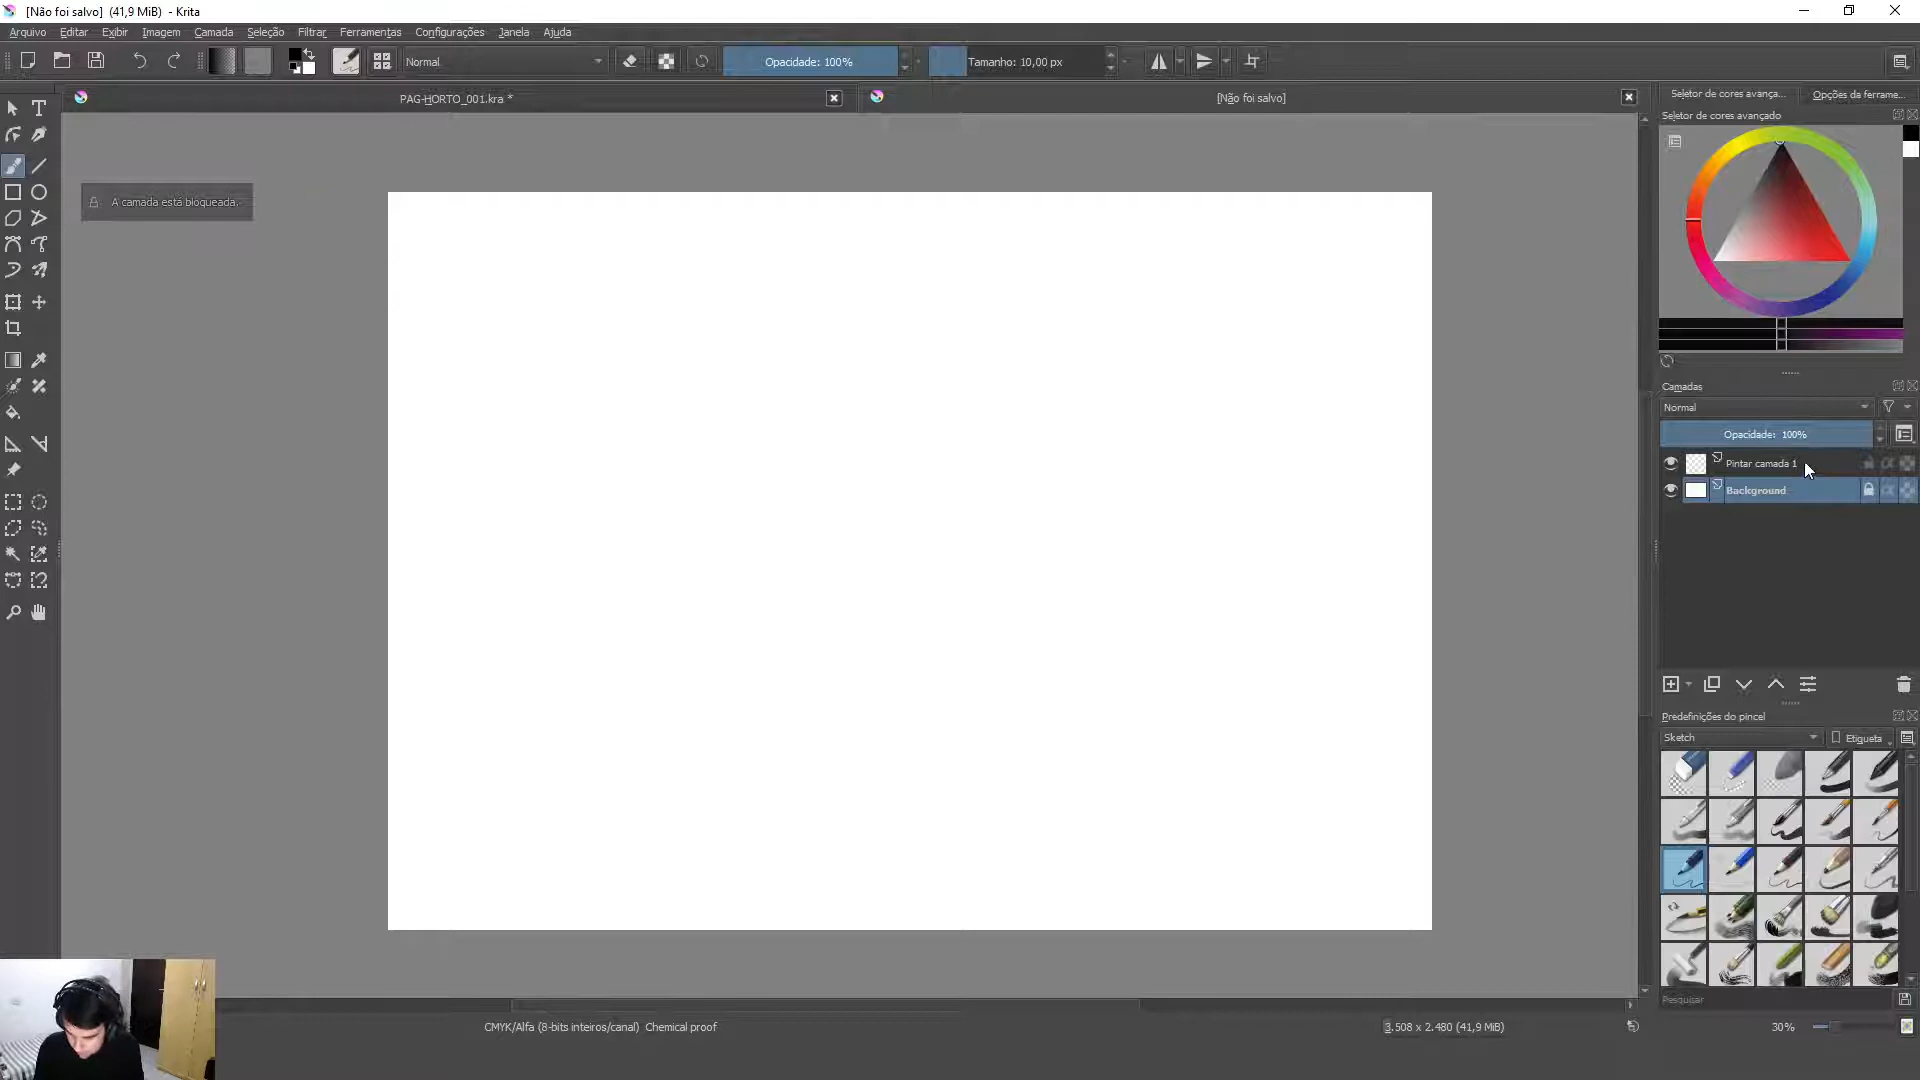 [Não foi salvo] (41,9 MiB) - Krita
Arquivo Editar Exibir Imagem Camada Seleção Filtrar Ferramentas Configurações Janela Ajuda
Normal Opacidade: 100% Tamanho: 10,00 px
PAG-HORTO_001.kra * [Não foi salvo]
Seletor de cores avança... Opções da ferrame...
Seletor de cores avançado
A camada está bloqueada.
Camadas
Normal
Opacidade: 100%
Pintar camada 1
Background
Predefinições do pincel
Sketch Etiqueta
Pesquisar
CMYK/Alfa (8-bits inteiros/canal) Chemical proof 3.508 x 2.480 (41,9 MiB) 30%